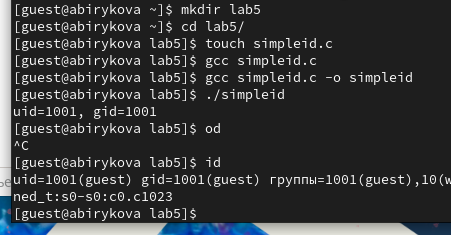 [guest@abirykova ~]$ mkdir lab5
[guest@abirykova ~]$ cd lab5/
[guest@abirykova lab5]$ touch simpleid.c
[guest@abirykova lab5]$ gcc simpleid.c
[guest@abirykova lab5]$ gcc simpleid.c -o simpleid
[guest@abirykova lab5]$ ./simpleid
uid=1001, gid=1001
[guest@abirykova lab5]$ od
^C
[guest@abirykova lab5]$ id
uid=1001(guest) gid=1001(guest) группы=1001(guest),10(w
ned_t:s0-s0:c0.c1023
[guest@abirykova lab5]$